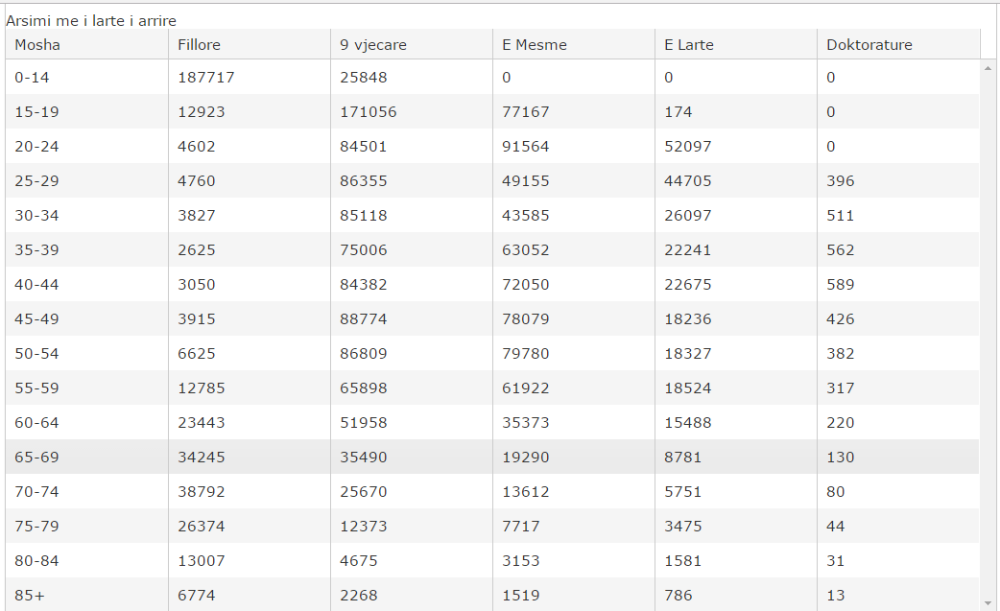 Arsimi me i larte i arrire
Mosha Fillore 9 vjecare E Mesme E Larte Doktorature
0-14 187717 25848 0 0 0
15-19 12923 171056 77167 174 0
20-24 4602 84501 91564 52097 0
25-29 4760 86355 49155 44705 396
30-34 3827 85118 43585 26097 511
35-39 2625 75006 63052 22241 562
40-44 3050 84382 72050 22675 589
45-49 3915 88774 78079 18236 426
50-54 6625 86809 79780 18327 382
55-59 12785 65898 61922 18524 317
60-64 23443 51958 35373 15488 220
65-69 34245 35490 19290 8781 130
70-74 38792 25670 13612 5751 80
75-79 26374 12373 7717 3475 44
80-84 13007 4675 3153 1581 31
85+ 6774 2268 1519 786 13